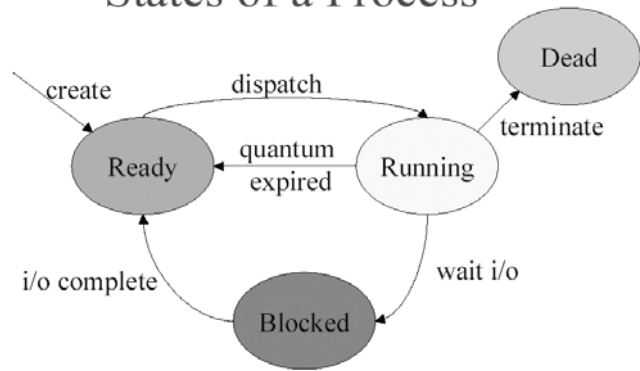 States of a Process
create
dispatch
Dead
terminate
Ready
quantum
expired
Running
i/o complete
wait i/o
Blocked